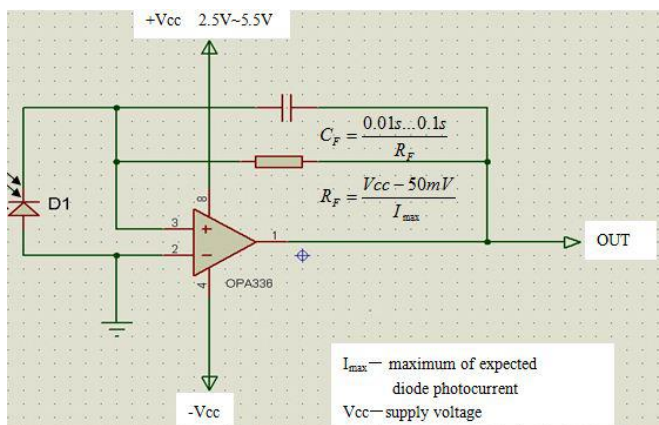 +Vcc 2.5V~5.5V
C_F = 0.01s...0.1s / R_F
R_F = Vcc − 50mV / I_max
D1
8
3
+
1
2
−
4
OPA336
OUT
-Vcc
I_max— maximum of expected
diode photocurrent
Vcc—supply voltage